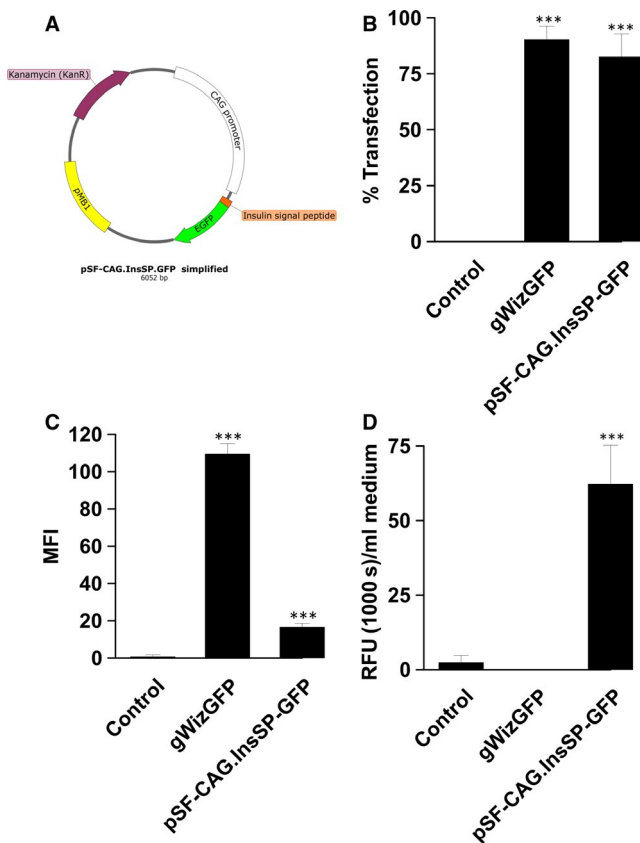 A
Kanamycin (KanR)
CAG promoter
pMB1
EGFP
Insulin signal peptide
pSF-CAG.InsSP.GFP simplified
6052 bp
B
% Transfection
100
75
50
25
0
***
***
Control
gWizGFP
pSF-CAG.InsSP-GFP
C
MFI
120
100
80
60
40
20
0
***
***
Control
gWizGFP
pSF-CAG.InsSP-GFP
D
RFU (1000 s)/ml medium
75
50
25
0
***
Control
gWizGFP
pSF-CAG.InsSP-GFP